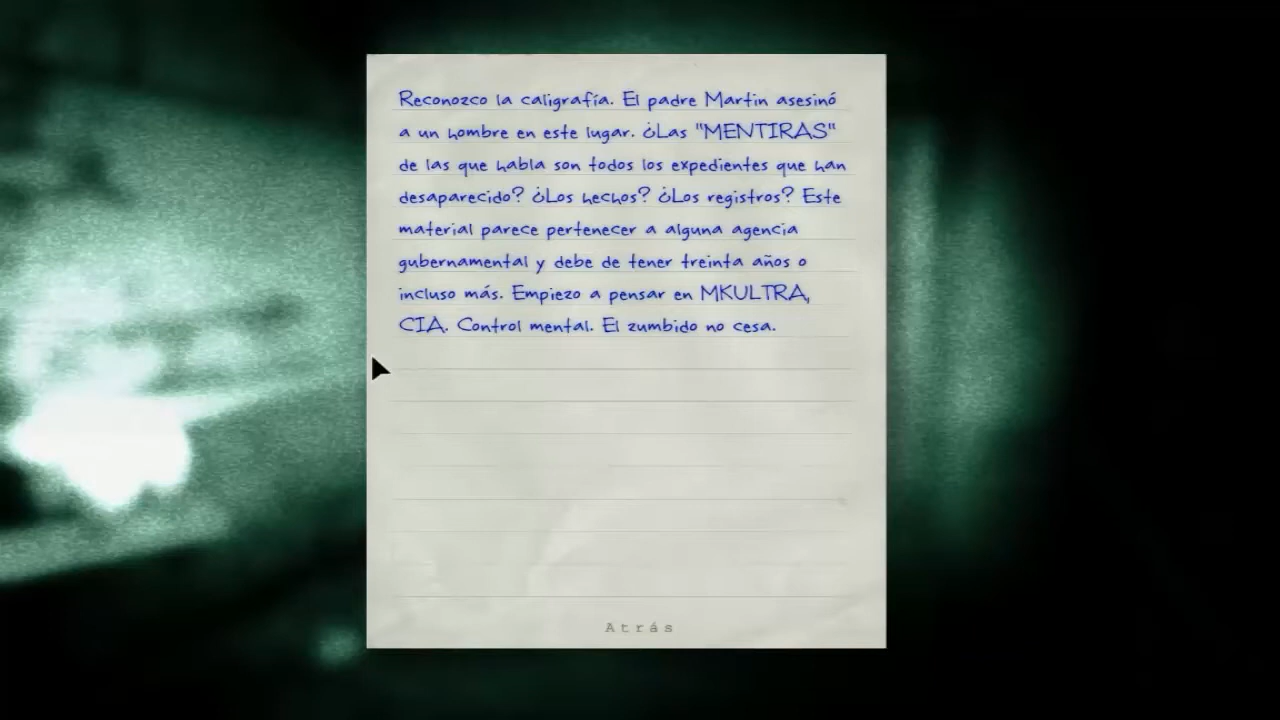 Reconozco la caligrafía. El padre Martin asesinó
a un hombre en este lugar. ¿Las "MENTIRAS"
de las que habla son todos los expedientes que han
desaparecido? ¿Los hechos? ¿Los registros? Este
material parece pertenecer a alguna agencia
gubernamental y debe de tener treinta años o
incluso más. Empiezo a pensar en MKULTRA,
CIA. Control mental. El zumbido no cesa.
Atrás